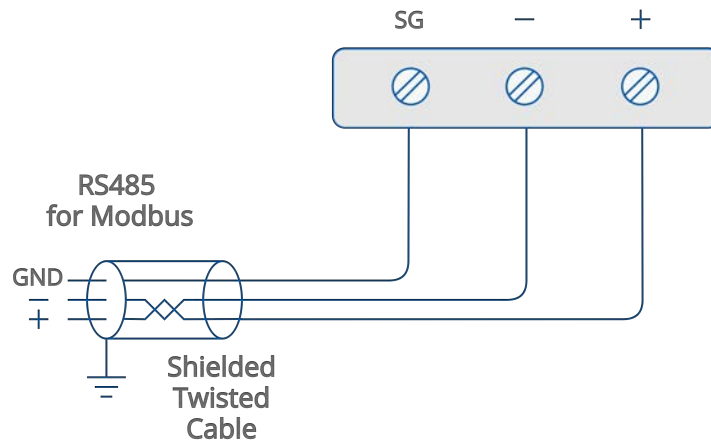 SG − +
RS485
for Modbus
GND
−
+
Shielded
Twisted
Cable